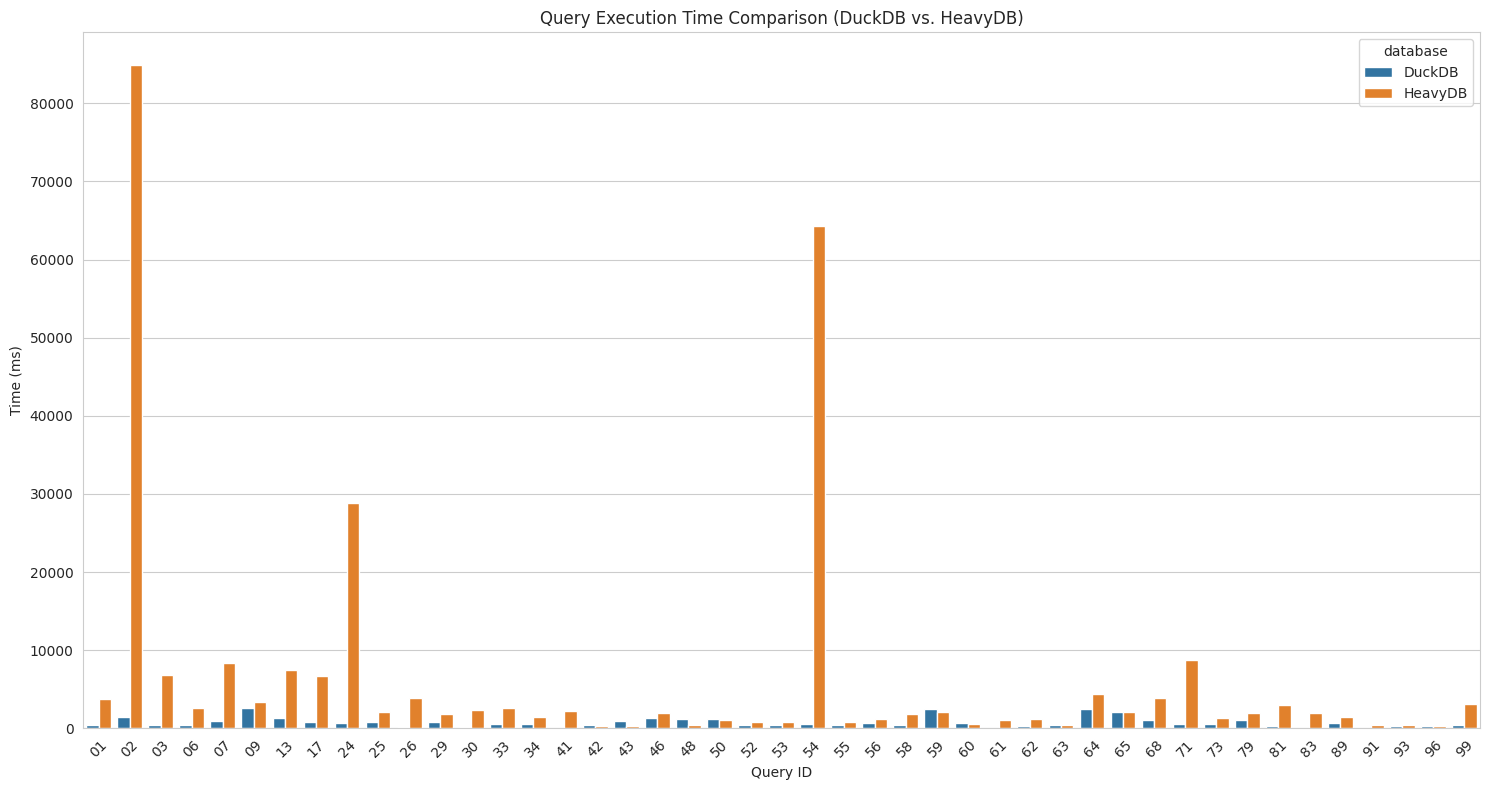 Query Execution Time Comparison (DuckDB vs. HeavyDB)
database
DuckDB
HeavyDB
Time (ms)
80000
70000
60000
50000
40000
30000
20000
10000
0
01 02 03 06 07 09 13 17 24 25 26 29 30 33 34 41 42 43 46 48 50 52 53 54 55 56 58 59 60 61 62 63 64 65 68 71 73 79 81 83 89 91 93 96 99
Query ID